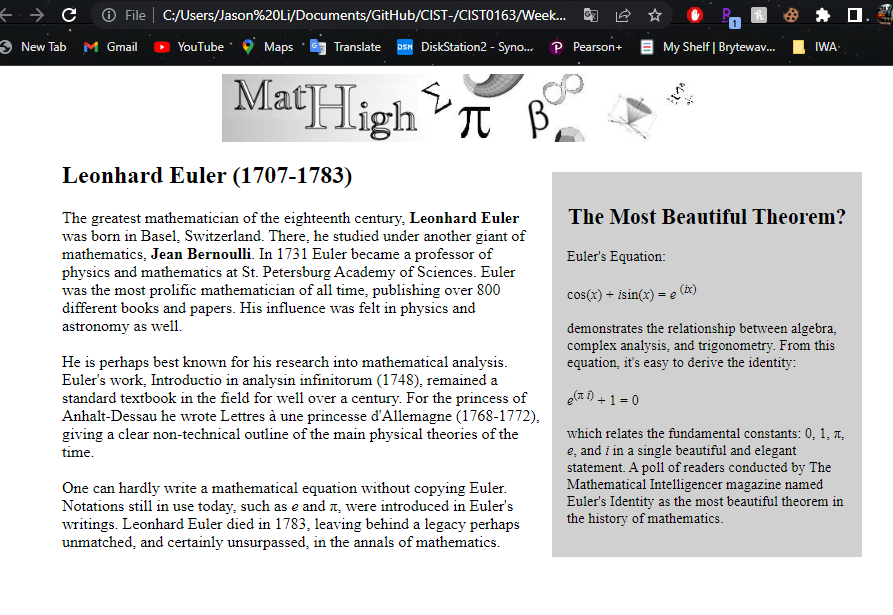 File | C:/Users/Jason%20Li/Documents/GitHub/CIST-/CIST0163/Week...
1
New Tab Gmail YouTube Maps Translate DSM DiskStation2 - Syno... Pearson+ My Shelf | Brytewav... IWA
MatHigh Σ π β
Leonhard Euler (1707-1783)
The greatest mathematician of the eighteenth century, Leonhard Euler
was born in Basel, Switzerland. There, he studied under another giant of
mathematics, Jean Bernoulli. In 1731 Euler became a professor of
physics and mathematics at St. Petersburg Academy of Sciences. Euler
was the most prolific mathematician of all time, publishing over 800
different books and papers. His influence was felt in physics and
astronomy as well.
He is perhaps best known for his research into mathematical analysis.
Euler's work, Introductio in analysin infinitorum (1748), remained a
standard textbook in the field for well over a century. For the princess of
Anhalt-Dessau he wrote Lettres à une princesse d'Allemagne (1768-1772),
giving a clear non-technical outline of the main physical theories of the
time.
One can hardly write a mathematical equation without copying Euler.
Notations still in use today, such as e and π, were introduced in Euler's
writings. Leonhard Euler died in 1783, leaving behind a legacy perhaps
unmatched, and certainly unsurpassed, in the annals of mathematics.
The Most Beautiful Theorem?
Euler's Equation:
cos(x) + isin(x) = e (ix)
demonstrates the relationship between algebra,
complex analysis, and trigonometry. From this
equation, it's easy to derive the identity:
e(π i) + 1 = 0
which relates the fundamental constants: 0, 1, π,
e, and i in a single beautiful and elegant
statement. A poll of readers conducted by The
Mathematical Intelligencer magazine named
Euler's Identity as the most beautiful theorem in
the history of mathematics.